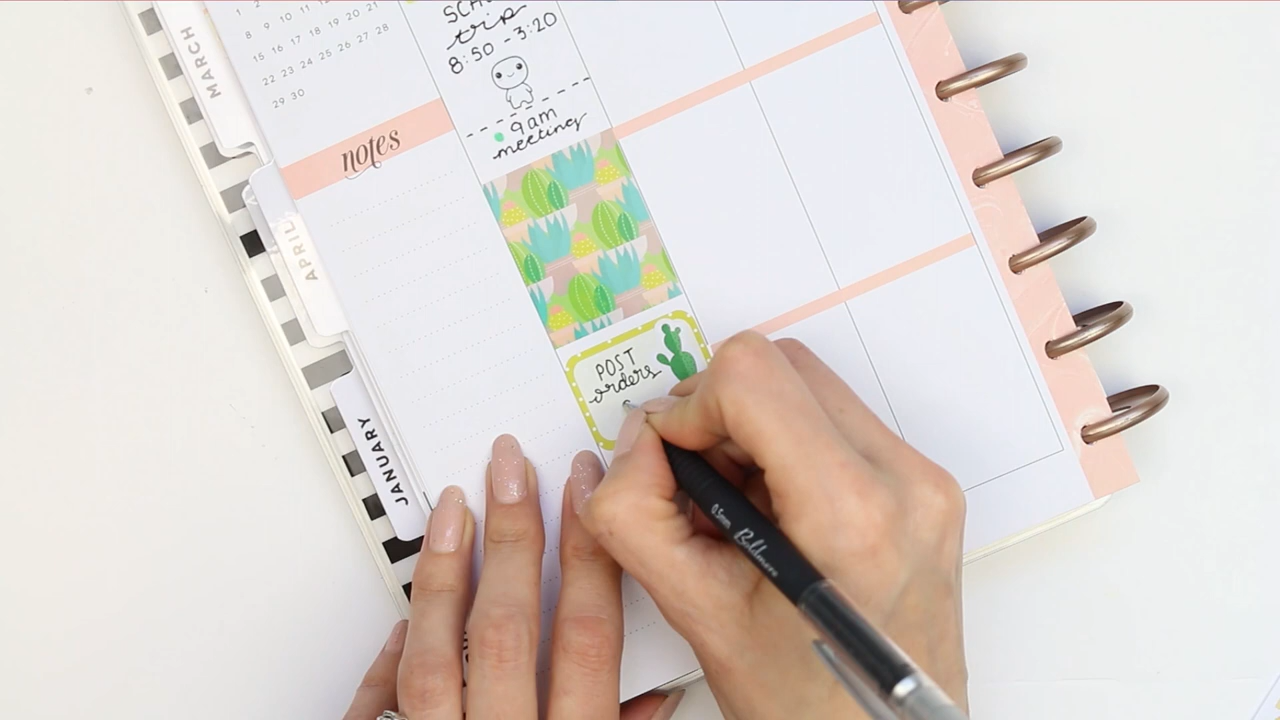 MARCH
1 2
8 9 10 11 12 13 14
15 16 17 18 19 20 21
22 23 24 25 26 27 28
29 30
trip
8:50 - 3:20
9am
meeting
notes
APRIL
POST
orders
JANUARY
0.5mm Boldmore